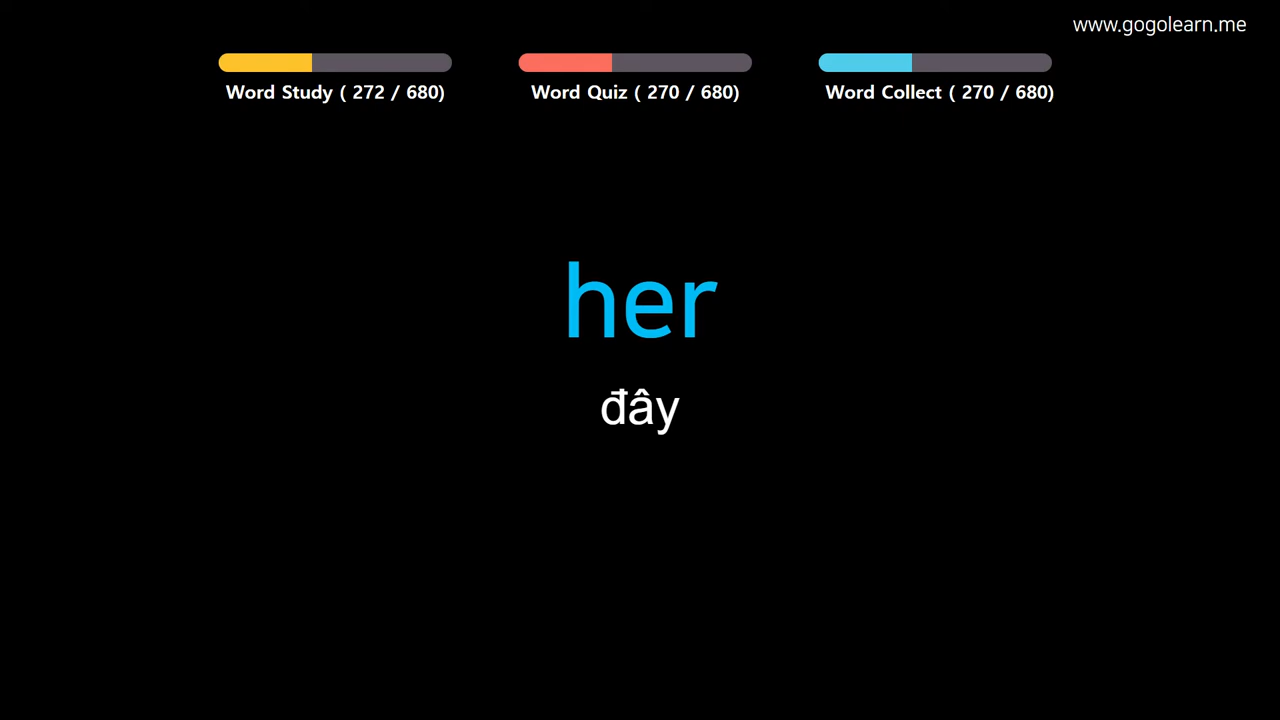 www.gogolearn.me
Word Study ( 272 / 680)
Word Quiz ( 270 / 680)
Word Collect ( 270 / 680)
her
đây